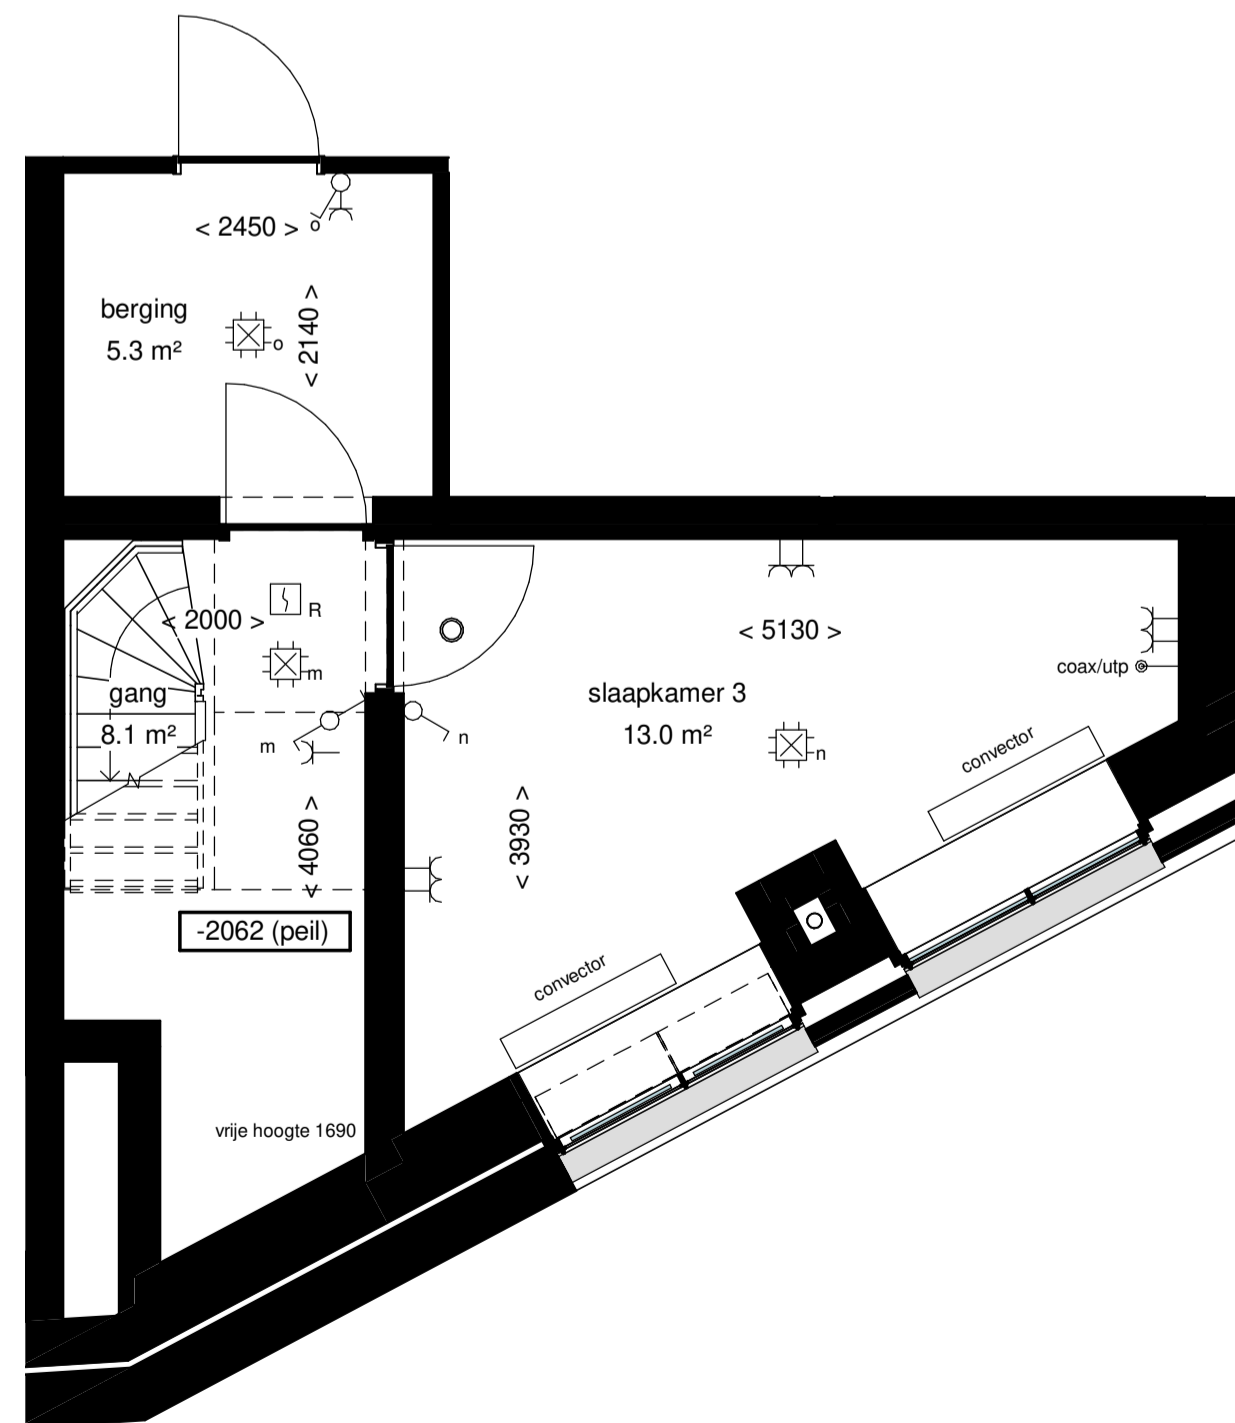 < 2450 >
o
berging
5.3 m²
o
< 2140 >
< 2000 >
R
m
gang
8.1 m²
m
n
< 5130 >
coax/utp
slaapkamer 3
13.0 m²
n
convector
< 4060 >
< 3930 >
-2062 (peil)
convector
vrije hoogte 1690